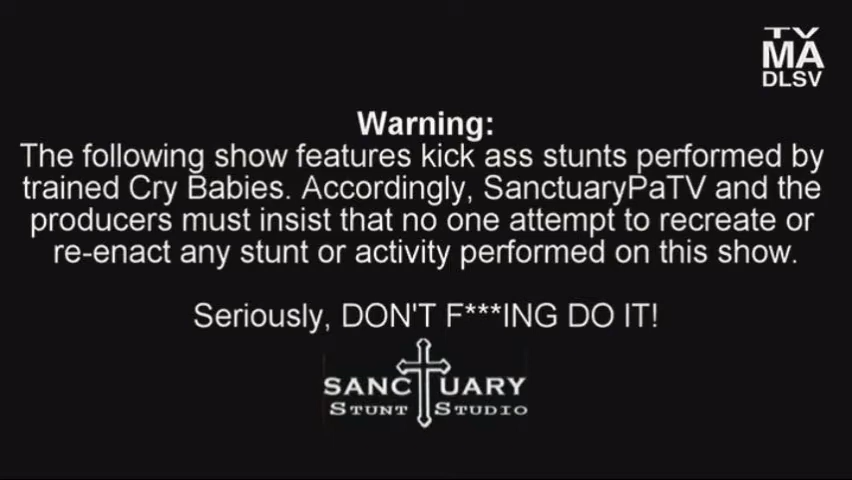 TV
MA
DLSV
Warning:
The following show features kick ass stunts performed by
trained Cry Babies. Accordingly, SanctuaryPaTV and the
producers must insist that no one attempt to recreate or
re-enact any stunt or activity performed on this show.
Seriously, DON'T F***ING DO IT!
SANCTUARY
STUNT STUDIO